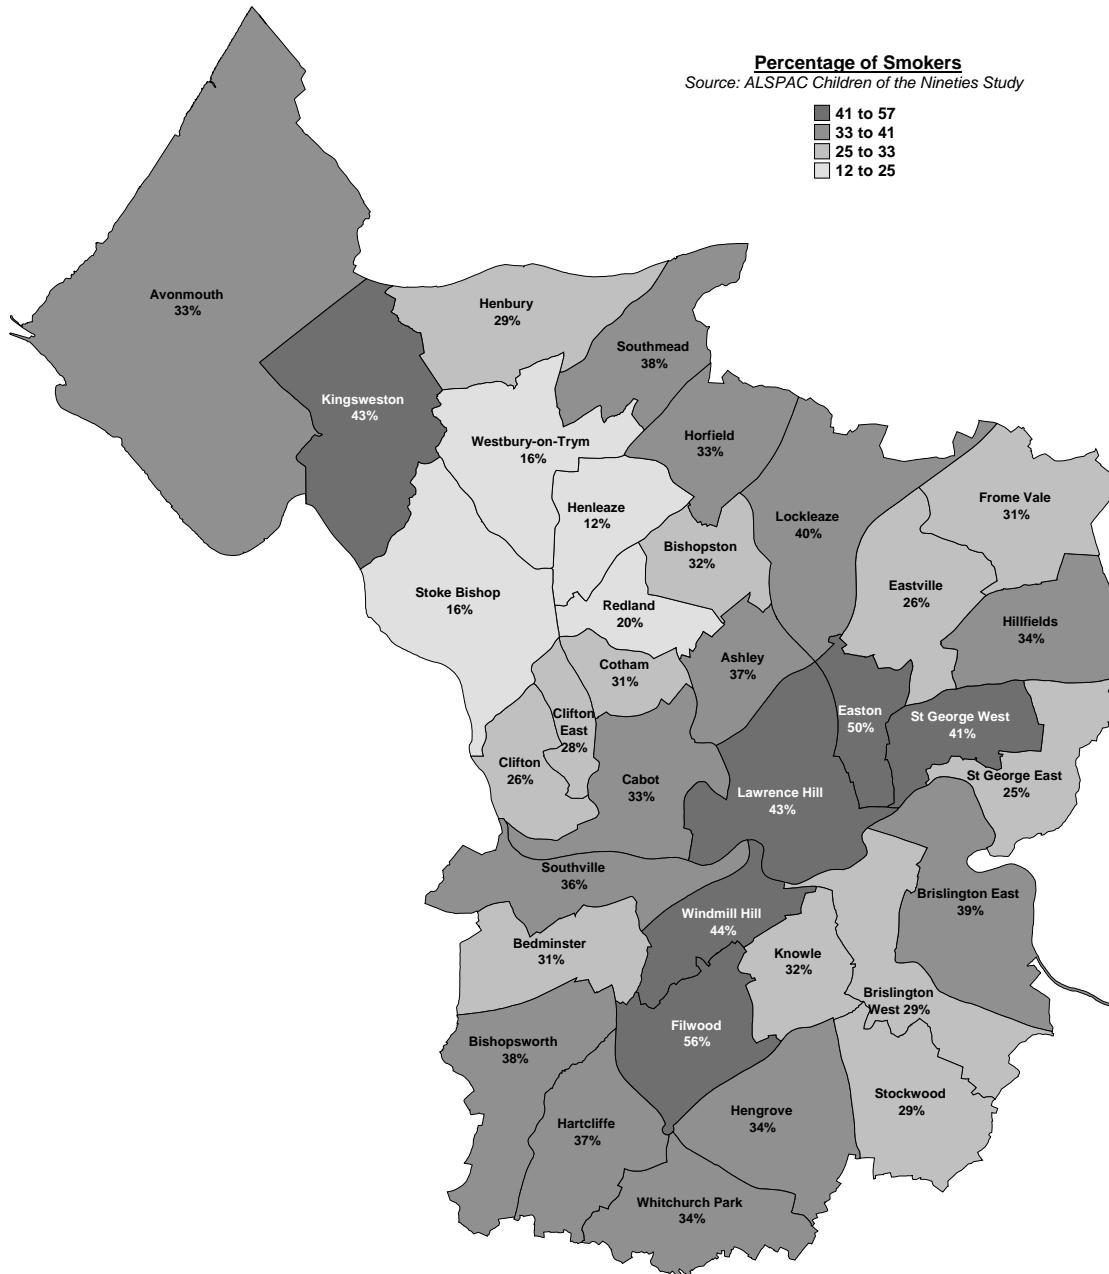 Percentage of Smokers
Source: ALSPAC Children of the Nineties Study
41 to 57
33 to 41
25 to 33
12 to 25
Avonmouth
33%
Henbury
29%
Southmead
38%
Kingsweston
43%
Westbury-on-Trym
16%
Horfield
33%
Henleaze
12%
Lockleaze
40%
Frome Vale
31%
Bishopston
32%
Eastville
26%
Stoke Bishop
16%
Redland
20%
Hillfields
34%
Cotham
31%
Ashley
37%
Clifton
East
28%
Easton
50%
St George West
41%
Clifton
26%
Cabot
33%
Lawrence Hill
43%
St George East
25%
Southville
36%
Brislington East
39%
Windmill Hill
44%
Bedminster
31%
Knowle
32%
Brislington
West 29%
Filwood
56%
Bishopsworth
38%
Stockwood
29%
Hengrove
34%
Hartcliffe
37%
Whitchurch Park
34%